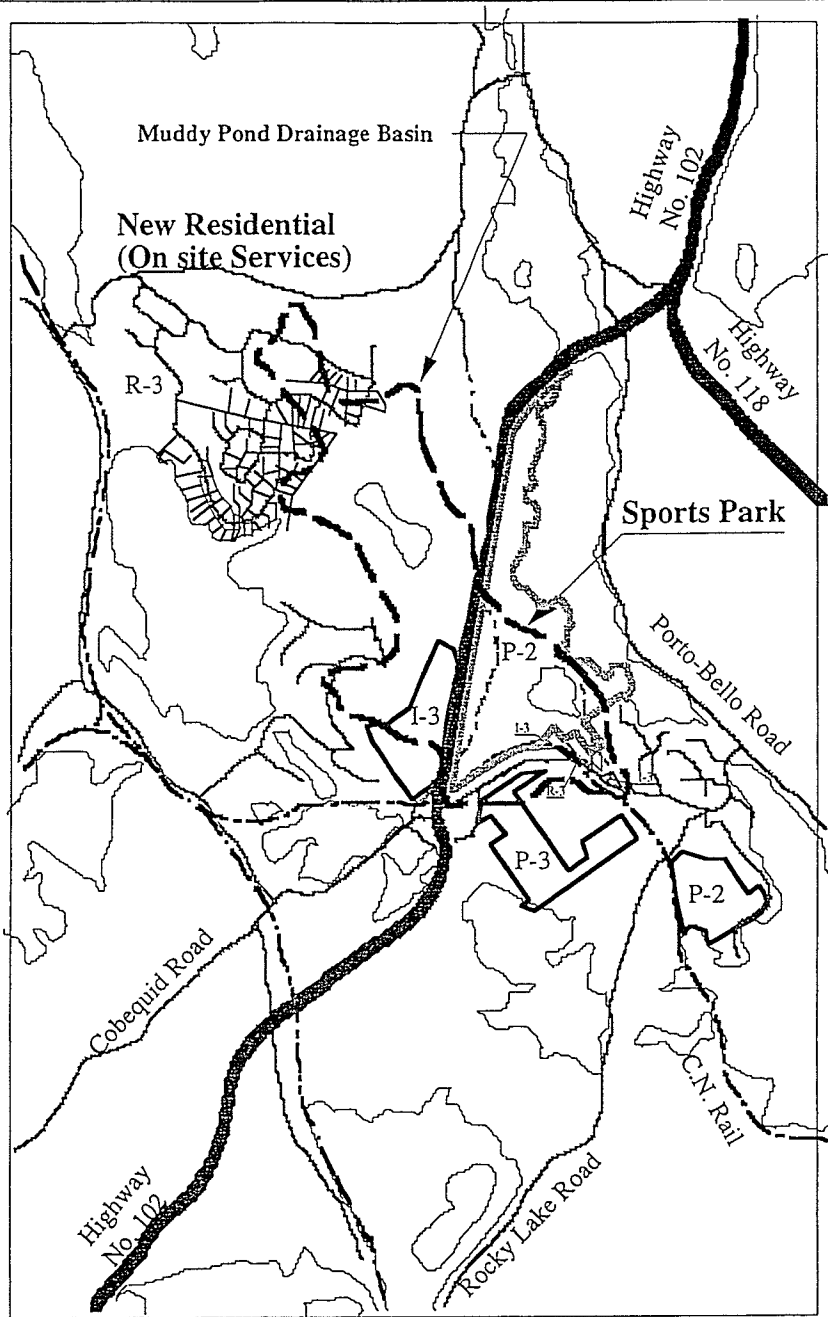 Muddy Pond Drainage Basin
New Residential
(On site Services)
Highway
No. 102
Highway
No. 118
R-3
Sports Park
P-2
Porto-Bello Road
I-3
I-3
R-3
P-3
P-2
Cobequid Road
C.N. Rail
Highway
No. 102
Rocky Lake Road